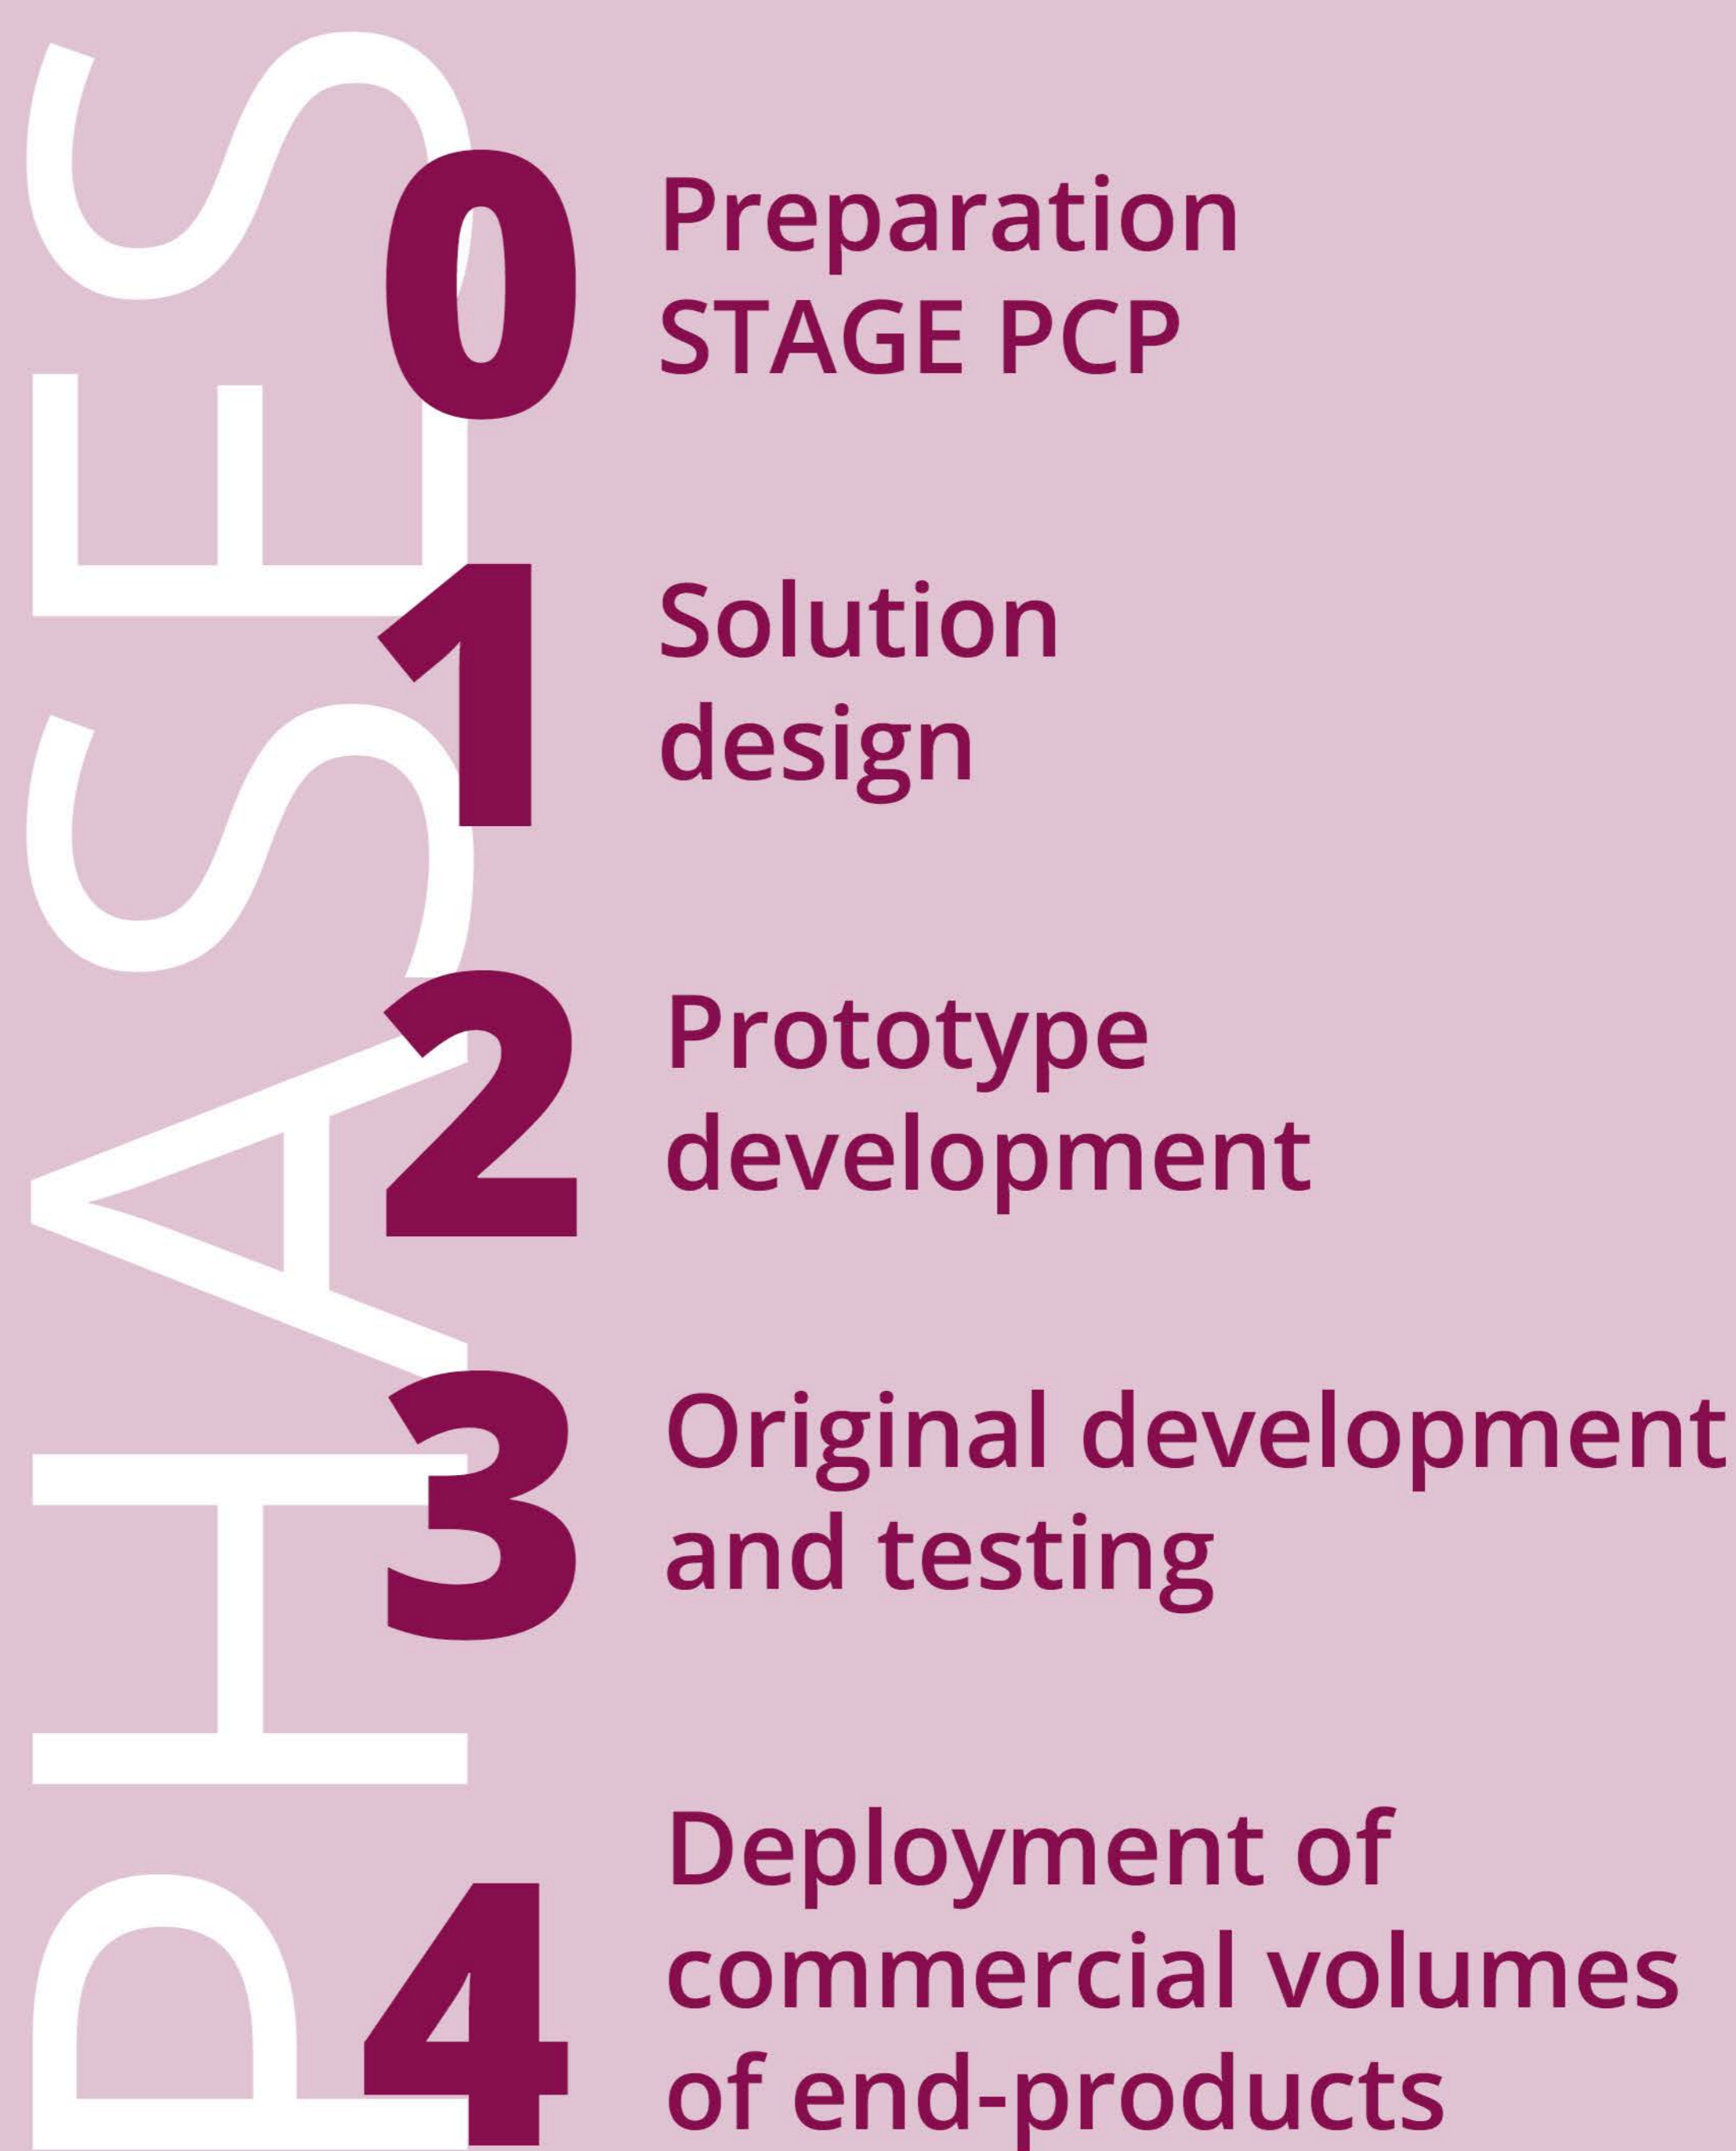 PHASES
0
Preparation
STAGE PCP
1
Solution
design
2
Prototype
development
3
Original development
and testing
4
Deployment of
commercial volumes
of end-products